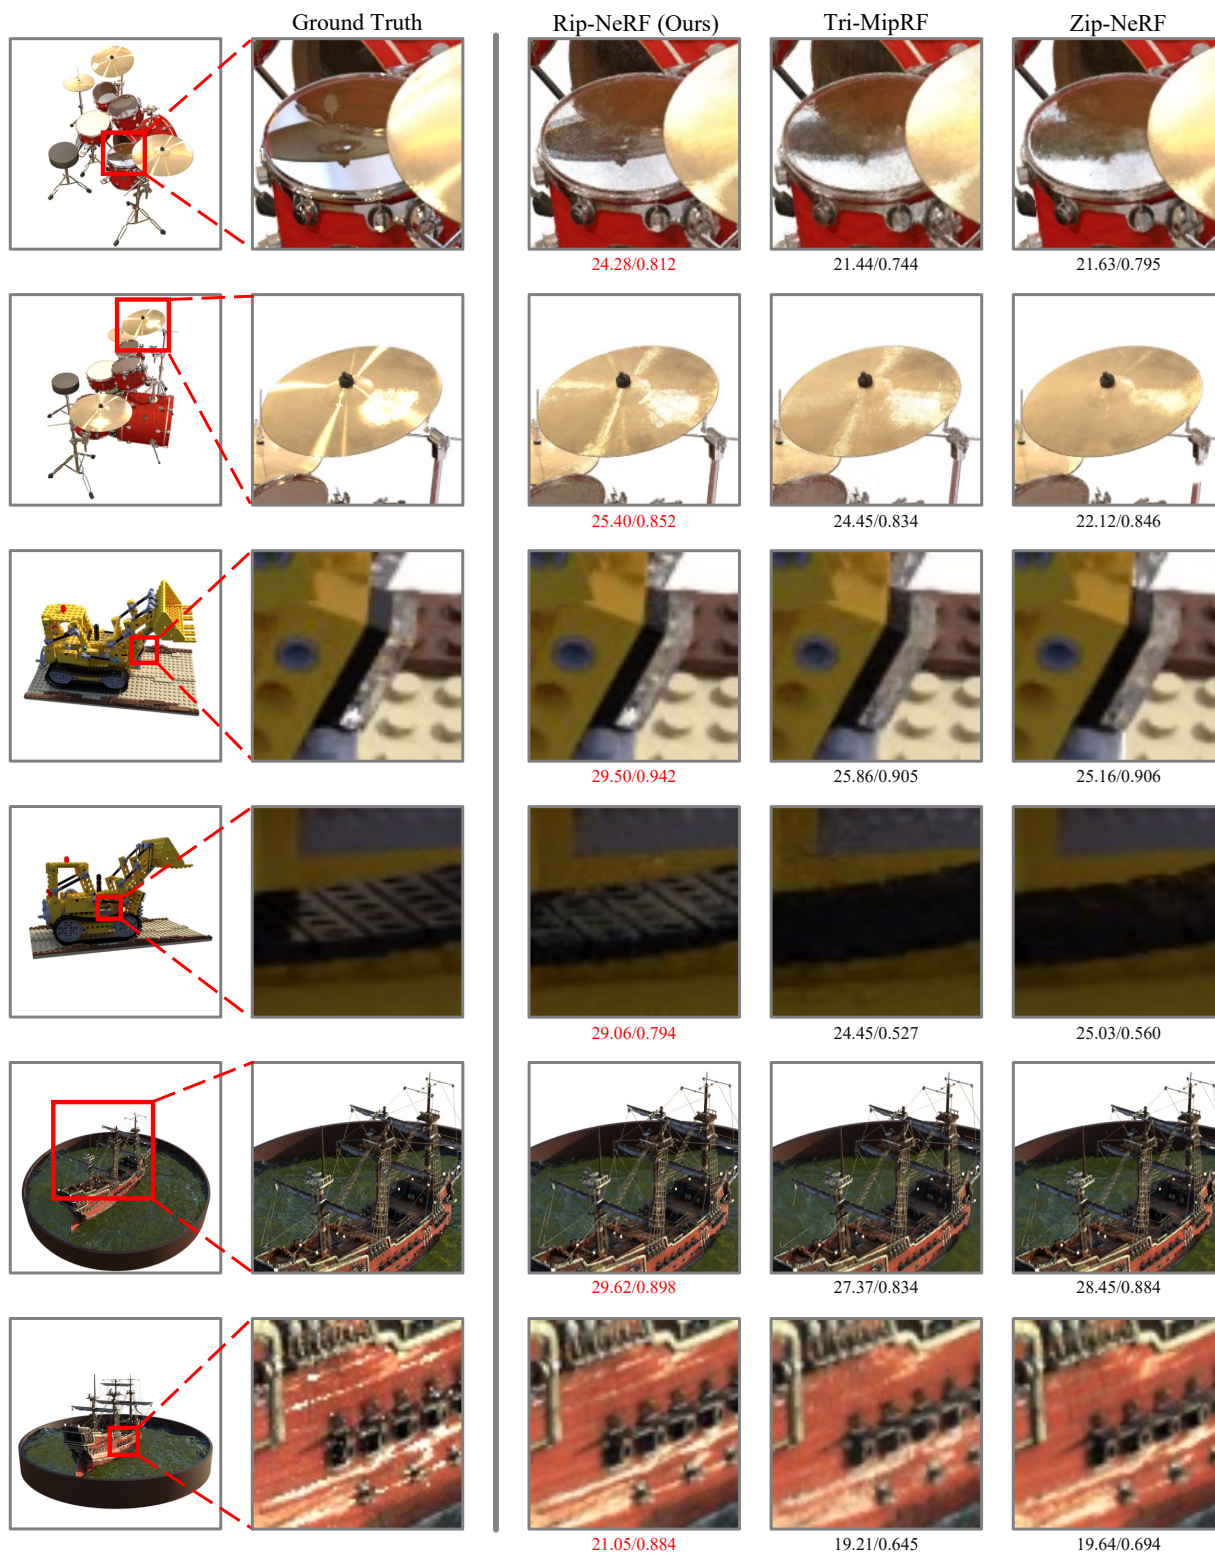 Ground Truth Rip-NeRF (Ours) Tri-MipRF Zip-NeRF
24.28/0.812 21.44/0.744 21.63/0.795
25.40/0.852 24.45/0.834 22.12/0.846
29.50/0.942 25.86/0.905 25.16/0.906
29.06/0.794 24.45/0.527 25.03/0.560
29.62/0.898 27.37/0.834 28.45/0.884
21.05/0.884 19.21/0.645 19.64/0.694